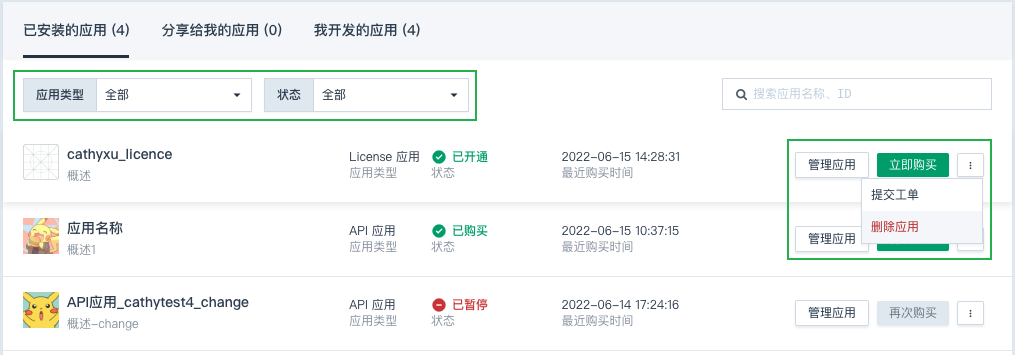 已安装的应用 (4) 分享给我的应用 (0) 我开发的应用 (4)
应用类型 全部 状态 全部 搜索应用名称、ID
cathyxu_licence License 应用 已开通 2022-06-15 14:28:31 管理应用 立即购买
概述 应用类型 状态 最近购买时间
提交工单
删除应用
应用名称 API 应用 已购买 2022-06-15 10:37:15 管理应用
概述1 应用类型 状态 最近购买时间
API应用_cathytest4_change API 应用 已暂停 2022-06-14 17:24:16 管理应用 再次购买
概述-change 应用类型 状态 最近购买时间